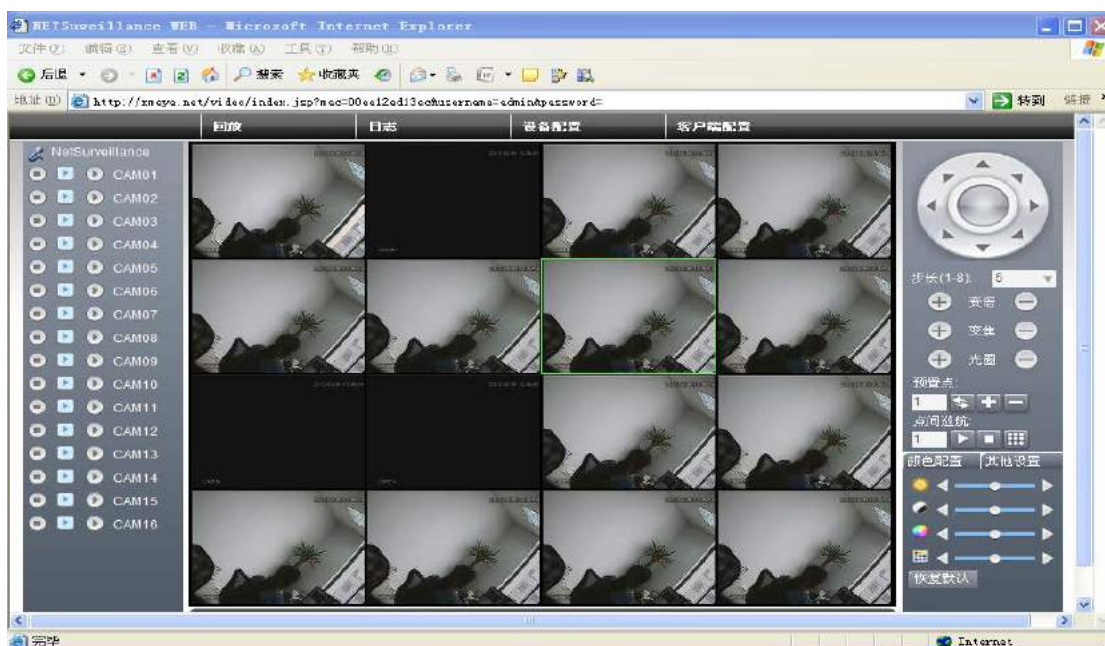 NETSurveillance WEB - Microsoft Internet Explorer
文件(F) 编辑(E) 查看(V) 收藏(A) 工具(T) 帮助(H)
后退 搜索 收藏夹
地址(D) http://xmeye.net/video/index.jsp?mac=00ee12ed13ec&username=admin&password= 转到 链接
回放 日志 设备配置 客户端配置
NetSurveillance
CAM01
CAM02
CAM03
CAM04
CAM05
CAM06
CAM07
CAM08
CAM09
CAM10
CAM11
CAM12
CAM13
CAM14
CAM15
CAM16
步长(1-8): 5
变倍
变焦
光圈
预置点:
1
点间巡航:
1
颜色配置 其他设置
恢复默认
完毕 Internet